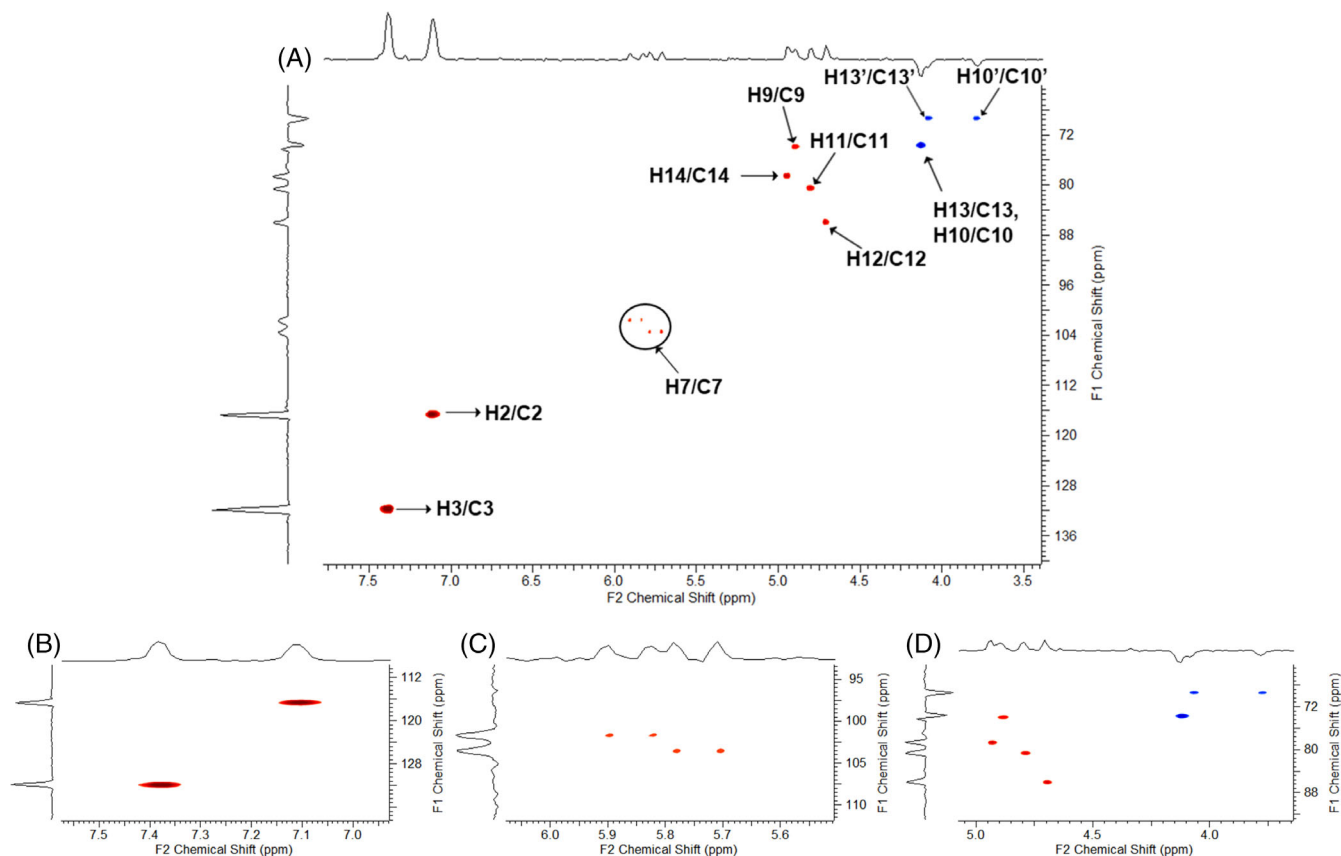 (A)
H13'/C13'
H10'/C10'
H9/C9
H11/C11
H14/C14
H13/C13,
H10/C10
H12/C12
H7/C7
H2/C2
H3/C3
72
80
88
96
104
112
120
128
136
F1 Chemical Shift (ppm)
7.5 7.0 6.5 6.0 5.5 5.0 4.5 4.0 3.5
F2 Chemical Shift (ppm)
(B)
112
120
128
F1 Chemical Shift (ppm)
7.5 7.4 7.3 7.2 7.1 7.0
F2 Chemical Shift (ppm)
(C)
95
100
105
110
F1 Chemical Shift (ppm)
6.0 5.9 5.8 5.7 5.6
F2 Chemical Shift (ppm)
(D)
72
80
88
F1 Chemical Shift (ppm)
5.0 4.5 4.0
F2 Chemical Shift (ppm)